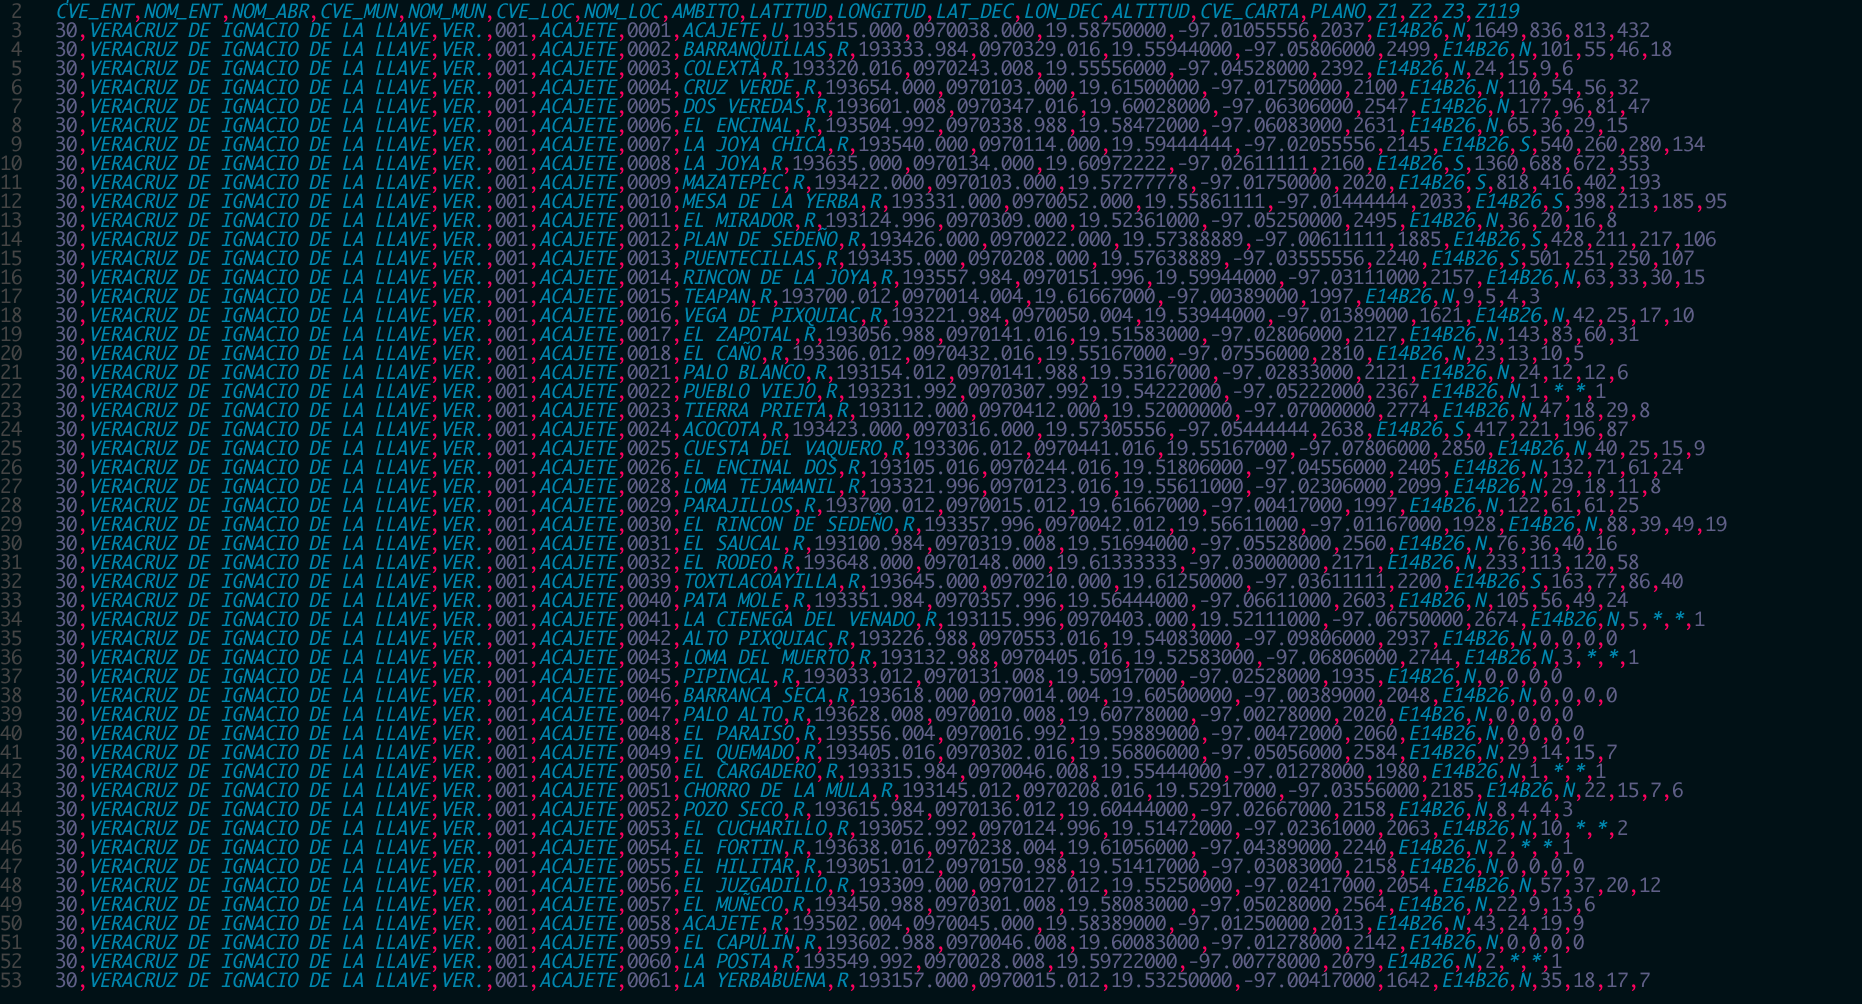 2 CVE_ENT,NOM_ENT,NOM_ABR,CVE_MUN,NOM_MUN,CVE_LOC,NOM_LOC,AMBITO,LATITUD,LONGITUD,LAT_DEC,LON_DEC,ALTITUD,CVE_CARTA,PLANO,Z1,Z2,Z3,Z119
3 30,VERACRUZ DE IGNACIO DE LA LLAVE,VER.,001,ACAJETE,0001,ACAJETE,U,193515.000,0970038.000,19.58750000,-97.01055556,2037,E14B26,N,1649,836,813,432
4 30,VERACRUZ DE IGNACIO DE LA LLAVE,VER.,001,ACAJETE,0002,BARRANQUILLAS,R,193333.984,0970329.016,19.55944000,-97.05806000,2499,E14B26,N,101,55,46,18
5 30,VERACRUZ DE IGNACIO DE LA LLAVE,VER.,001,ACAJETE,0003,COLEXTA,R,193320.016,0970243.008,19.55556000,-97.04528000,2392,E14B26,N,24,15,9,6
6 30,VERACRUZ DE IGNACIO DE LA LLAVE,VER.,001,ACAJETE,0004,CRUZ VERDE,R,193654.000,0970103.000,19.61500000,-97.01750000,2100,E14B26,N,110,54,56,32
7 30,VERACRUZ DE IGNACIO DE LA LLAVE,VER.,001,ACAJETE,0005,DOS VEREDAS,R,193601.008,0970347.016,19.60028000,-97.06306000,2547,E14B26,N,177,96,81,47
8 30,VERACRUZ DE IGNACIO DE LA LLAVE,VER.,001,ACAJETE,0006,EL ENCINAL,R,193504.992,0970338.988,19.58472000,-97.06083000,2631,E14B26,N,65,36,29,15
9 30,VERACRUZ DE IGNACIO DE LA LLAVE,VER.,001,ACAJETE,0007,LA JOYA CHICA,R,193540.000,0970114.000,19.59444444,-97.02055556,2145,E14B26,S,540,260,280,134
10 30,VERACRUZ DE IGNACIO DE LA LLAVE,VER.,001,ACAJETE,0008,LA JOYA,R,193635.000,0970134.000,19.60972222,-97.02611111,2160,E14B26,S,1360,688,672,353
11 30,VERACRUZ DE IGNACIO DE LA LLAVE,VER.,001,ACAJETE,0009,MAZATEPEC,R,193422.000,0970103.000,19.57277778,-97.01750000,2020,E14B26,S,818,416,402,193
12 30,VERACRUZ DE IGNACIO DE LA LLAVE,VER.,001,ACAJETE,0010,MESA DE LA YERBA,R,193331.000,0970052.000,19.55861111,-97.01444444,2033,E14B26,S,398,213,185,95
13 30,VERACRUZ DE IGNACIO DE LA LLAVE,VER.,001,ACAJETE,0011,EL MIRADOR,R,193124.996,0970309.000,19.52361000,-97.05250000,2495,E14B26,N,36,20,16,8
14 30,VERACRUZ DE IGNACIO DE LA LLAVE,VER.,001,ACAJETE,0012,PLAN DE SEDEÑO,R,193426.000,0970022.000,19.57388889,-97.00611111,1885,E14B26,S,428,211,217,106
15 30,VERACRUZ DE IGNACIO DE LA LLAVE,VER.,001,ACAJETE,0013,PUENTECILLAS,R,193435.000,0970208.000,19.57638889,-97.03555556,2240,E14B26,S,501,251,250,107
16 30,VERACRUZ DE IGNACIO DE LA LLAVE,VER.,001,ACAJETE,0014,RINCON DE LA JOYA,R,193557.984,0970151.996,19.59944000,-97.03111000,2157,E14B26,N,63,33,30,15
17 30,VERACRUZ DE IGNACIO DE LA LLAVE,VER.,001,ACAJETE,0015,TEAPAN,R,193700.012,0970014.004,19.61667000,-97.00389000,1997,E14B26,N,9,5,4,3
18 30,VERACRUZ DE IGNACIO DE LA LLAVE,VER.,001,ACAJETE,0016,VEGA DE PIXQUIAC,R,193221.984,0970050.004,19.53944000,-97.01389000,1621,E14B26,N,42,25,17,10
19 30,VERACRUZ DE IGNACIO DE LA LLAVE,VER.,001,ACAJETE,0017,EL ZAPOTAL,R,193056.988,0970141.016,19.51583000,-97.02806000,2127,E14B26,N,143,83,60,31
20 30,VERACRUZ DE IGNACIO DE LA LLAVE,VER.,001,ACAJETE,0018,EL CAÑO,R,193306.012,0970432.016,19.55167000,-97.07556000,2810,E14B26,N,23,13,10,5
21 30,VERACRUZ DE IGNACIO DE LA LLAVE,VER.,001,ACAJETE,0021,PALO BLANCO,R,193154.012,0970141.988,19.53167000,-97.02833000,2121,E14B26,N,24,12,12,6
22 30,VERACRUZ DE IGNACIO DE LA LLAVE,VER.,001,ACAJETE,0022,PUEBLO VIEJO,R,193231.992,0970307.992,19.54222000,-97.05222000,2367,E14B26,N,1,*,*,1
23 30,VERACRUZ DE IGNACIO DE LA LLAVE,VER.,001,ACAJETE,0023,TIERRA PRIETA,R,193112.000,0970412.000,19.52000000,-97.07000000,2774,E14B26,N,47,18,29,8
24 30,VERACRUZ DE IGNACIO DE LA LLAVE,VER.,001,ACAJETE,0024,ACOCOTA,R,193423.000,0970316.000,19.57305556,-97.05444444,2638,E14B26,S,417,221,196,87
25 30,VERACRUZ DE IGNACIO DE LA LLAVE,VER.,001,ACAJETE,0025,CUESTA DEL VAQUERO,R,193306.012,0970441.016,19.55167000,-97.07806000,2850,E14B26,N,40,25,15,9
26 30,VERACRUZ DE IGNACIO DE LA LLAVE,VER.,001,ACAJETE,0026,EL ENCINAL DOS,R,193105.016,0970244.016,19.51806000,-97.04556000,2405,E14B26,N,132,71,61,24
27 30,VERACRUZ DE IGNACIO DE LA LLAVE,VER.,001,ACAJETE,0028,LOMA TEJAMANIL,R,193321.996,0970123.016,19.55611000,-97.02306000,2099,E14B26,N,29,18,11,8
28 30,VERACRUZ DE IGNACIO DE LA LLAVE,VER.,001,ACAJETE,0029,PARAJILLOS,R,193700.012,0970015.012,19.61667000,-97.00417000,1997,E14B26,N,122,61,61,25
29 30,VERACRUZ DE IGNACIO DE LA LLAVE,VER.,001,ACAJETE,0030,EL RINCON DE SEDEÑO,R,193357.996,0970042.012,19.56611000,-97.01167000,1928,E14B26,N,88,39,49,19
30 30,VERACRUZ DE IGNACIO DE LA LLAVE,VER.,001,ACAJETE,0031,EL SAUCAL,R,193100.984,0970319.008,19.51694000,-97.05528000,2560,E14B26,N,76,36,40,16
31 30,VERACRUZ DE IGNACIO DE LA LLAVE,VER.,001,ACAJETE,0032,EL RODEO,R,193648.000,0970148.000,19.61333333,-97.03000000,2171,E14B26,N,233,113,120,58
32 30,VERACRUZ DE IGNACIO DE LA LLAVE,VER.,001,ACAJETE,0039,TOXTLACOAYILLA,R,193645.000,0970210.000,19.61250000,-97.03611111,2200,E14B26,S,163,77,86,40
33 30,VERACRUZ DE IGNACIO DE LA LLAVE,VER.,001,ACAJETE,0040,PATA MOLE,R,193351.984,0970357.996,19.56444000,-97.06611000,2603,E14B26,N,105,56,49,24
34 30,VERACRUZ DE IGNACIO DE LA LLAVE,VER.,001,ACAJETE,0041,LA CIENEGA DEL VENADO,R,193115.996,0970403.000,19.52111000,-97.06750000,2674,E14B26,N,5,*,*,1
35 30,VERACRUZ DE IGNACIO DE LA LLAVE,VER.,001,ACAJETE,0042,ALTO PIXQUIAC,R,193226.988,0970553.016,19.54083000,-97.09806000,2937,E14B26,N,0,0,0,0
36 30,VERACRUZ DE IGNACIO DE LA LLAVE,VER.,001,ACAJETE,0043,LOMA DEL MUERTO,R,193132.988,0970405.016,19.52583000,-97.06806000,2744,E14B26,N,3,*,*,1
37 30,VERACRUZ DE IGNACIO DE LA LLAVE,VER.,001,ACAJETE,0045,PIPINCAL,R,193033.012,0970131.008,19.50917000,-97.02528000,1935,E14B26,N,0,0,0,0
38 30,VERACRUZ DE IGNACIO DE LA LLAVE,VER.,001,ACAJETE,0046,BARRANCA SECA,R,193618.000,0970014.004,19.60500000,-97.00389000,2048,E14B26,N,0,0,0,0
39 30,VERACRUZ DE IGNACIO DE LA LLAVE,VER.,001,ACAJETE,0047,PALO ALTO,R,193628.008,0970010.008,19.60778000,-97.00278000,2020,E14B26,N,0,0,0,0
40 30,VERACRUZ DE IGNACIO DE LA LLAVE,VER.,001,ACAJETE,0048,EL PARAISO,R,193556.004,0970016.992,19.59889000,-97.00472000,2060,E14B26,N,0,0,0,0
41 30,VERACRUZ DE IGNACIO DE LA LLAVE,VER.,001,ACAJETE,0049,EL QUEMADO,R,193405.016,0970302.016,19.56806000,-97.05056000,2584,E14B26,N,29,14,15,7
42 30,VERACRUZ DE IGNACIO DE LA LLAVE,VER.,001,ACAJETE,0050,EL CARGADERO,R,193315.984,0970046.008,19.55444000,-97.01278000,1980,E14B26,N,1,*,*,1
43 30,VERACRUZ DE IGNACIO DE LA LLAVE,VER.,001,ACAJETE,0051,CHORRO DE LA MULA,R,193145.012,0970208.016,19.52917000,-97.03556000,2185,E14B26,N,22,15,7,6
44 30,VERACRUZ DE IGNACIO DE LA LLAVE,VER.,001,ACAJETE,0052,POZO SECO,R,193615.984,0970136.012,19.60444000,-97.02667000,2158,E14B26,N,8,4,4,3
45 30,VERACRUZ DE IGNACIO DE LA LLAVE,VER.,001,ACAJETE,0053,EL CUCHARILLO,R,193052.992,0970124.996,19.51472000,-97.02361000,2063,E14B26,N,10,*,*,2
46 30,VERACRUZ DE IGNACIO DE LA LLAVE,VER.,001,ACAJETE,0054,EL FORTIN,R,193638.016,0970238.004,19.61056000,-97.04389000,2240,E14B26,N,2,*,*,1
47 30,VERACRUZ DE IGNACIO DE LA LLAVE,VER.,001,ACAJETE,0055,EL HILITAR,R,193051.012,0970150.988,19.51417000,-97.03083000,2158,E14B26,N,0,0,0,0
48 30,VERACRUZ DE IGNACIO DE LA LLAVE,VER.,001,ACAJETE,0056,EL JUZGADILLO,R,193309.000,0970127.012,19.55250000,-97.02417000,2054,E14B26,N,57,37,20,12
49 30,VERACRUZ DE IGNACIO DE LA LLAVE,VER.,001,ACAJETE,0057,EL MUÑECO,R,193450.988,0970301.008,19.58083000,-97.05028000,2564,E14B26,N,22,9,13,6
50 30,VERACRUZ DE IGNACIO DE LA LLAVE,VER.,001,ACAJETE,0058,ACAJETE,R,193502.004,0970045.000,19.58389000,-97.01250000,2013,E14B26,N,43,24,19,9
51 30,VERACRUZ DE IGNACIO DE LA LLAVE,VER.,001,ACAJETE,0059,EL CAPULIN,R,193602.988,0970046.008,19.60083000,-97.01278000,2142,E14B26,N,0,0,0,0
52 30,VERACRUZ DE IGNACIO DE LA LLAVE,VER.,001,ACAJETE,0060,LA POSTA,R,193549.992,0970028.008,19.59722000,-97.00778000,2079,E14B26,N,2,*,*,1
53 30,VERACRUZ DE IGNACIO DE LA LLAVE,VER.,001,ACAJETE,0061,LA YERBABUENA,R,193157.000,0970015.012,19.53250000,-97.00417000,1642,E14B26,N,35,18,17,7